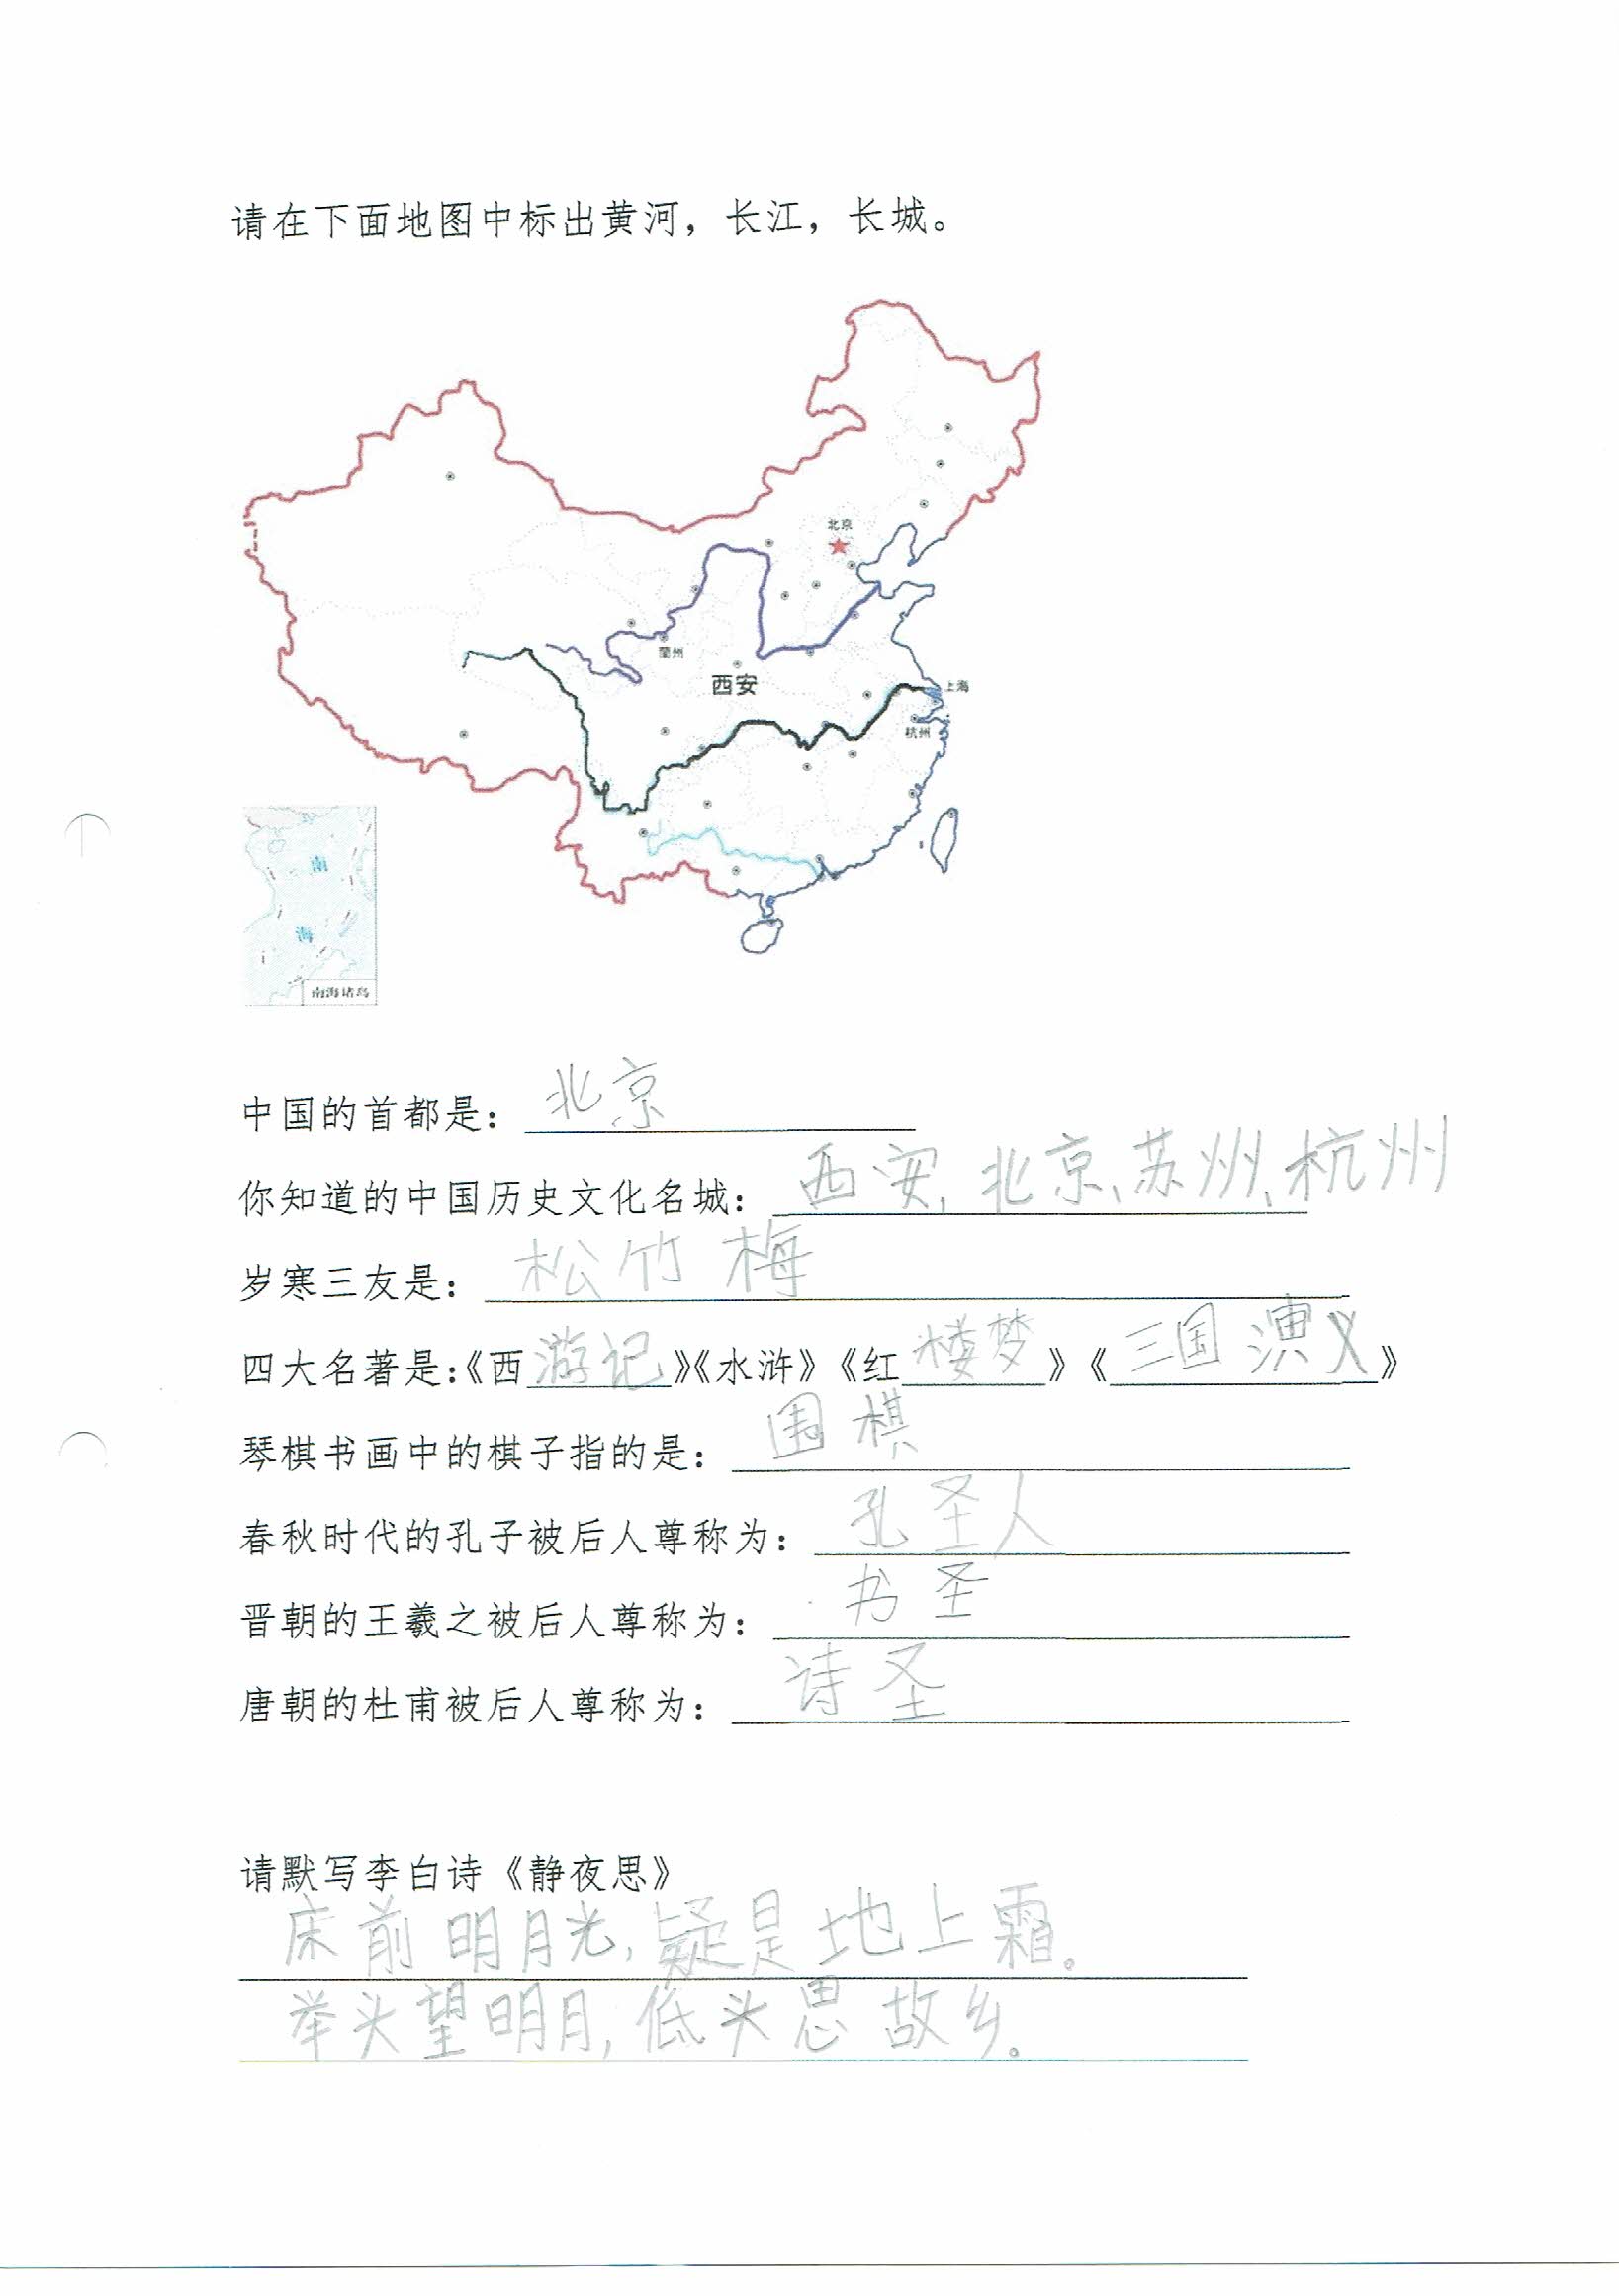 请在下面地图中标出黄河，长江，长城。
北京
蘭州
西安
上海
杭州
南
海
南海诸岛
中国的首都是：北京
你知道的中国历史文化名城：西安、北京、苏州、杭州
岁寒三友是：松竹梅
四大名著是：《西游记》《水浒》《红楼梦》《三国演义》
琴棋书画中的棋子指的是：围棋
春秋时代的孔子被后人尊称为：孔圣人
晋朝的王羲之被后人尊称为：书圣
唐朝的杜甫被后人尊称为：诗圣
请默写李白诗《静夜思》
床前明月光，疑是地上霜。
举头望明月，低头思故乡。